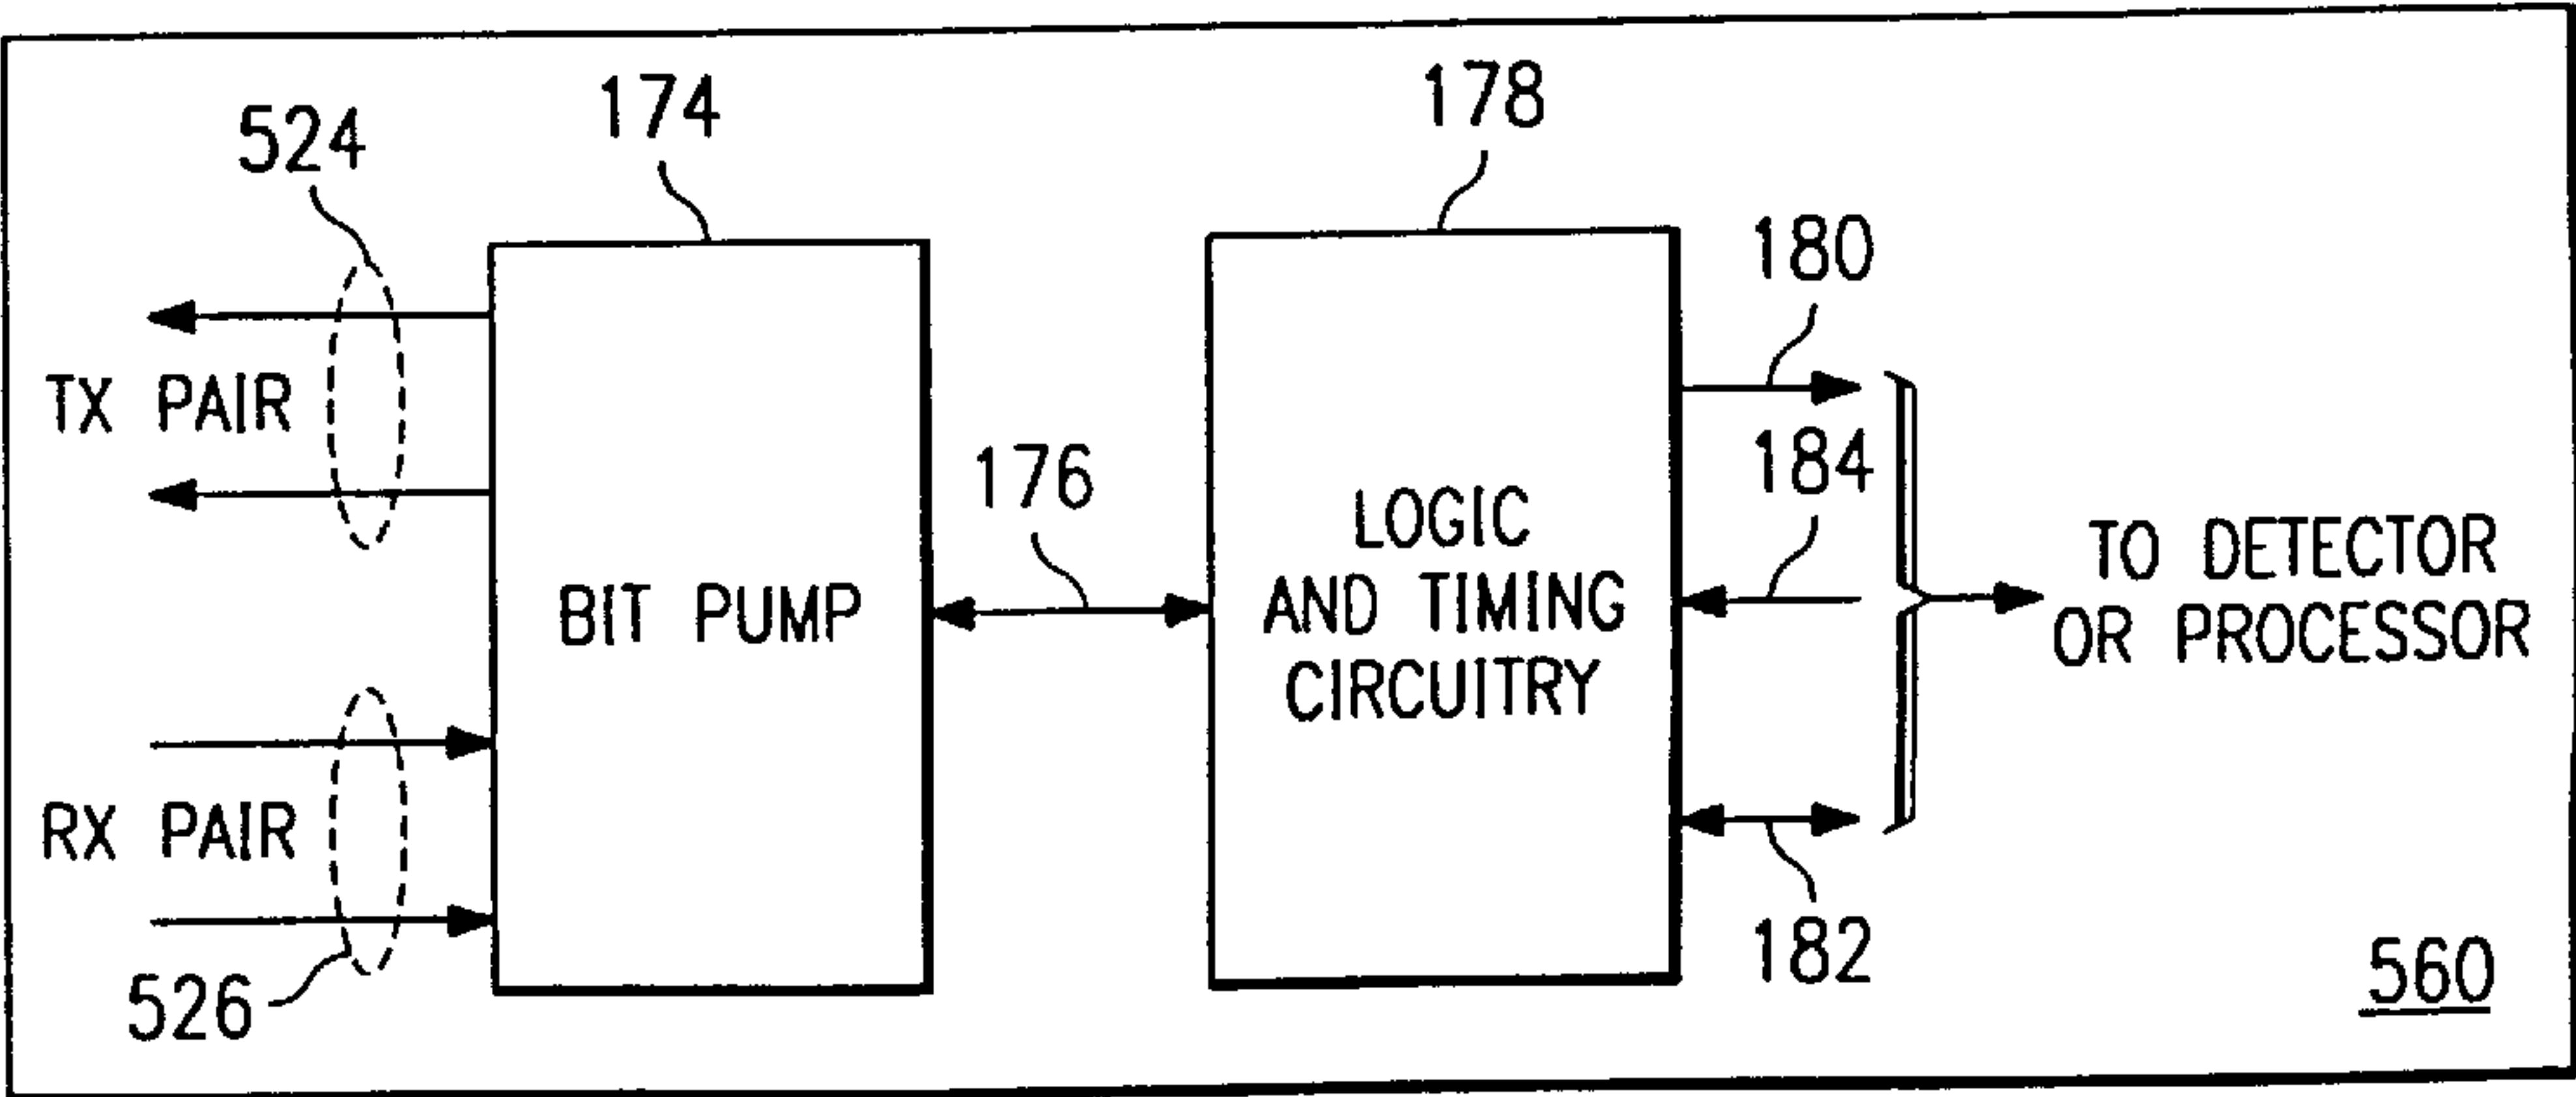 174
178
524
180
TX PAIR
176
184
LOGIC
AND TIMING
CIRCUITRY
BIT PUMP
TO DETECTOR
OR PROCESSOR
RX PAIR
182
526
560